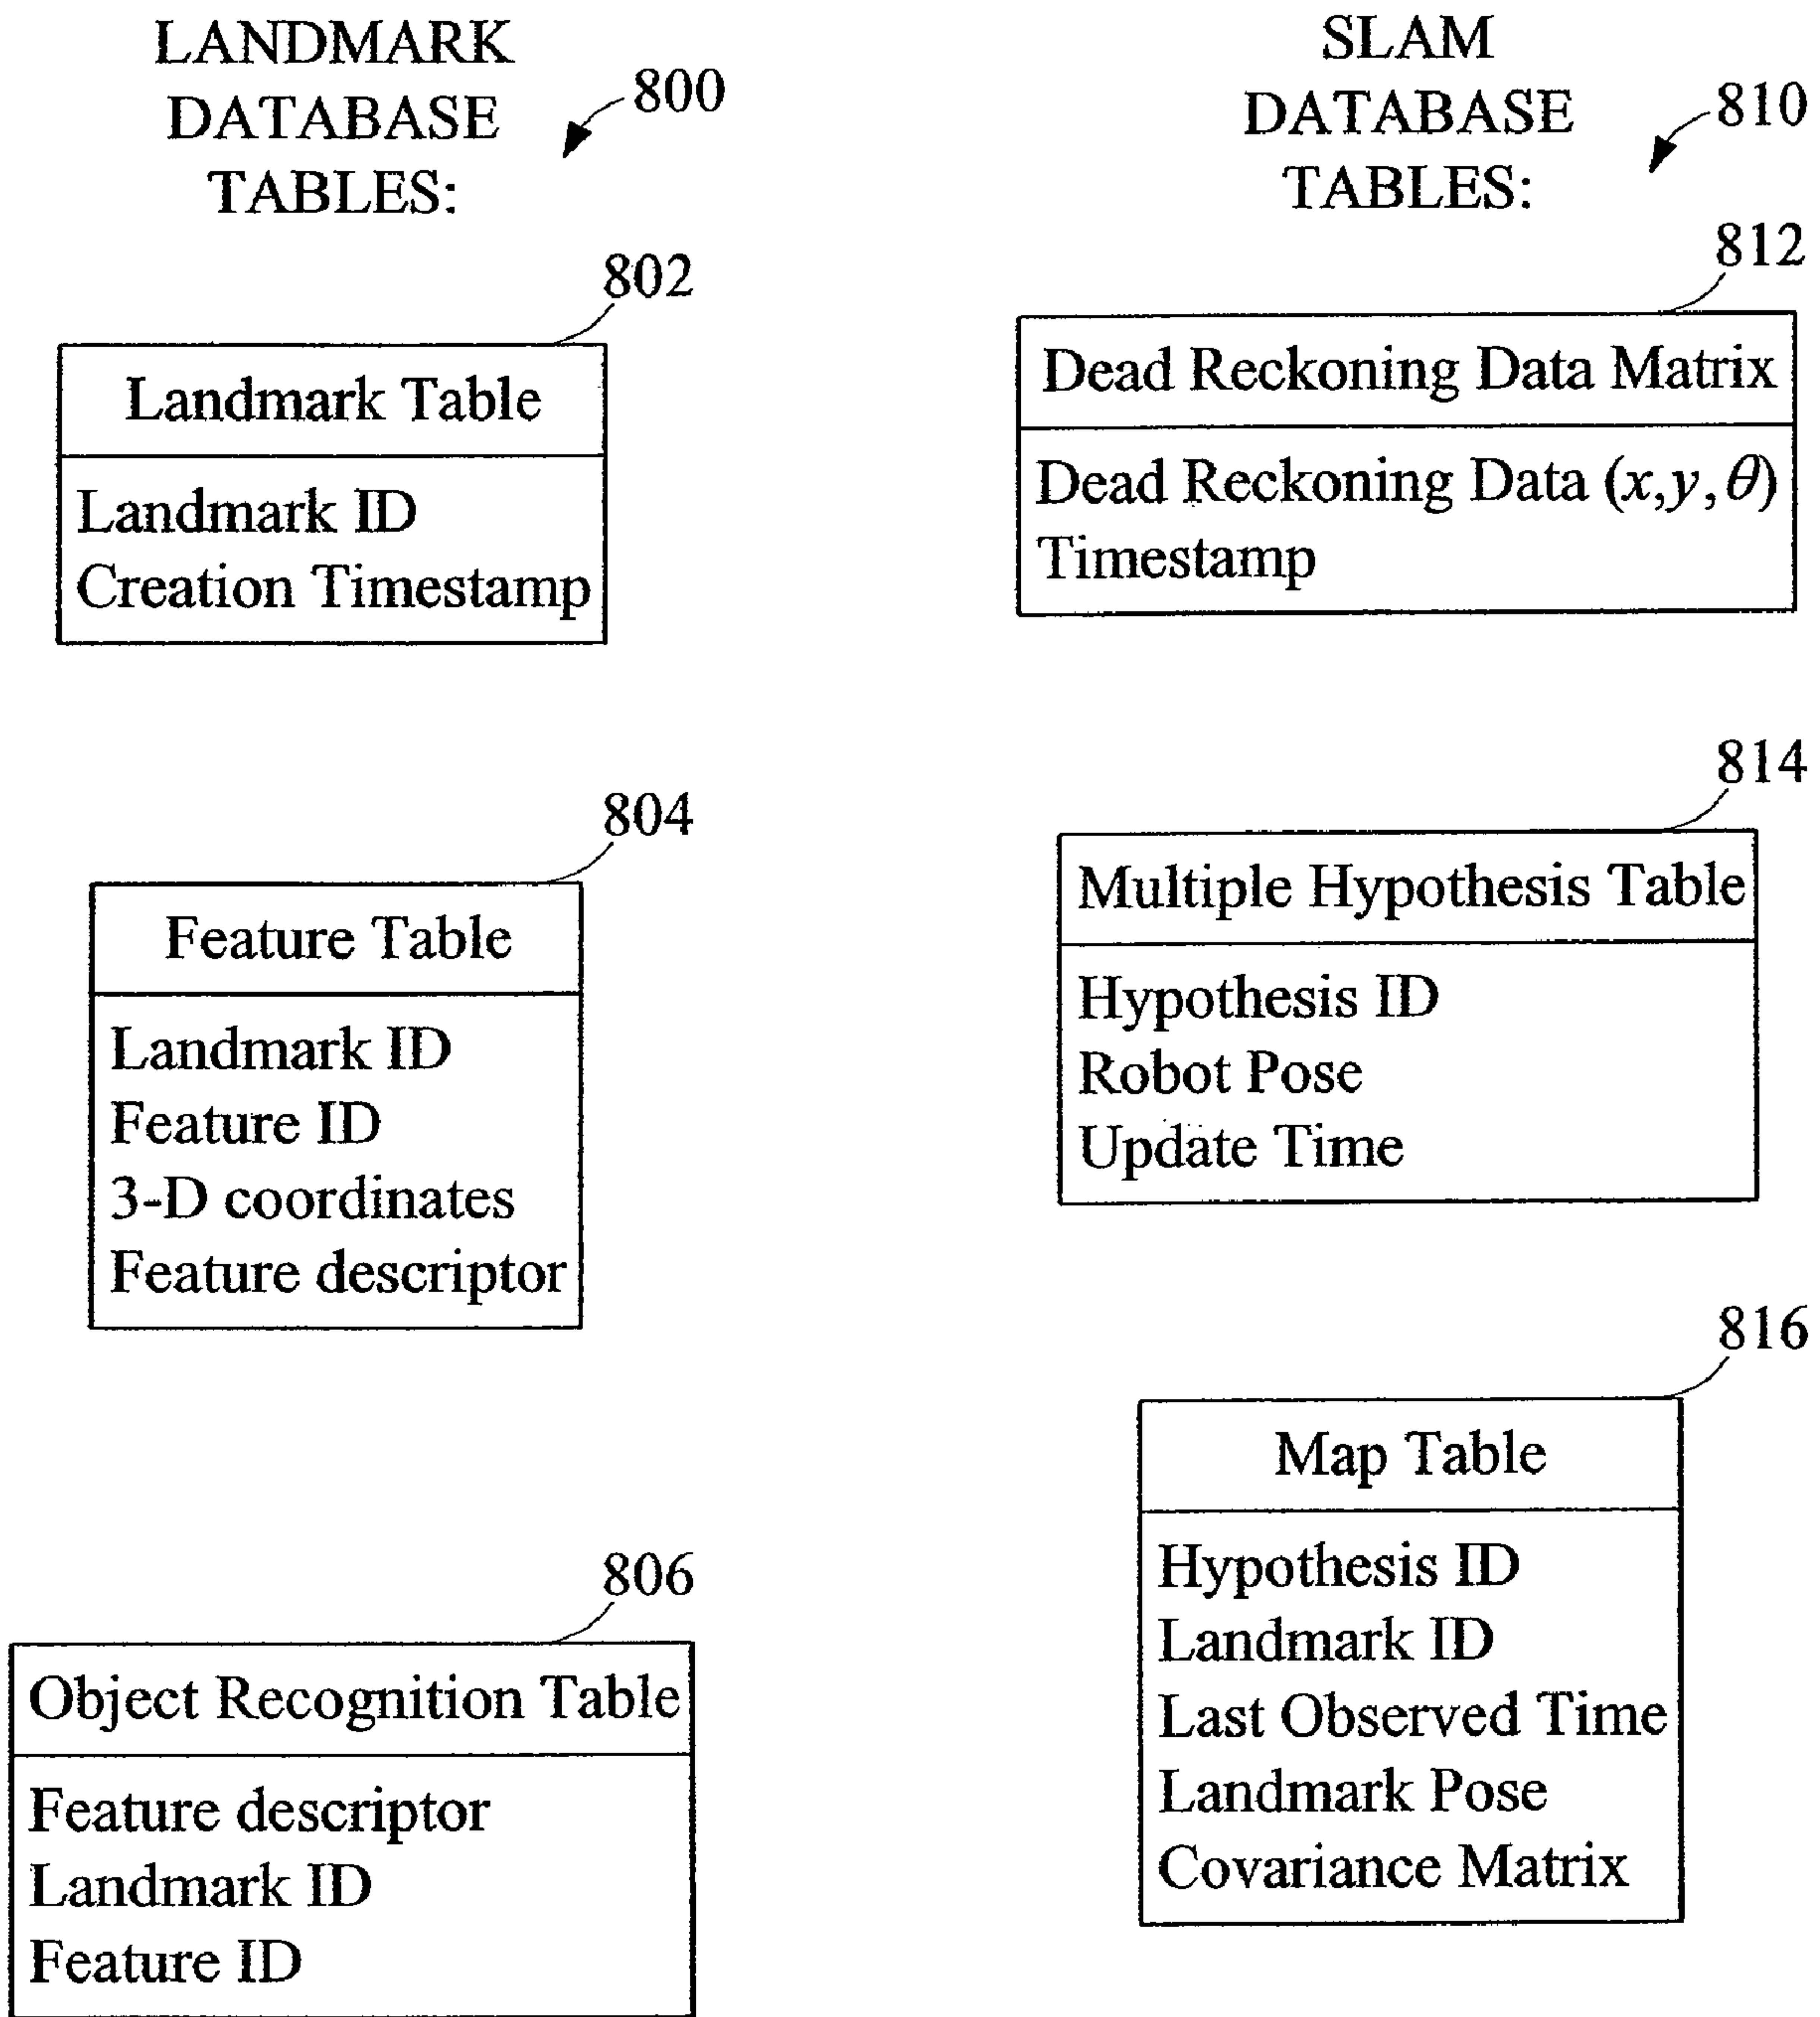 LANDMARK
DATABASE
TABLES:
800
802
Landmark Table
Landmark ID
Creation Timestamp
804
Feature Table
Landmark ID
Feature ID
3-D coordinates
Feature descriptor
806
Object Recognition Table
Feature descriptor
Landmark ID
Feature ID
SLAM
DATABASE
TABLES:
810
812
Dead Reckoning Data Matrix
Dead Reckoning Data (x,y,θ)
Timestamp
814
Multiple Hypothesis Table
Hypothesis ID
Robot Pose
Update Time
816
Map Table
Hypothesis ID
Landmark ID
Last Observed Time
Landmark Pose
Covariance Matrix